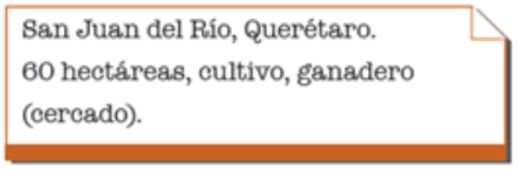 San Juan del Río, Querétaro.
60 hectáreas, cultivo, ganadero
(cercado).